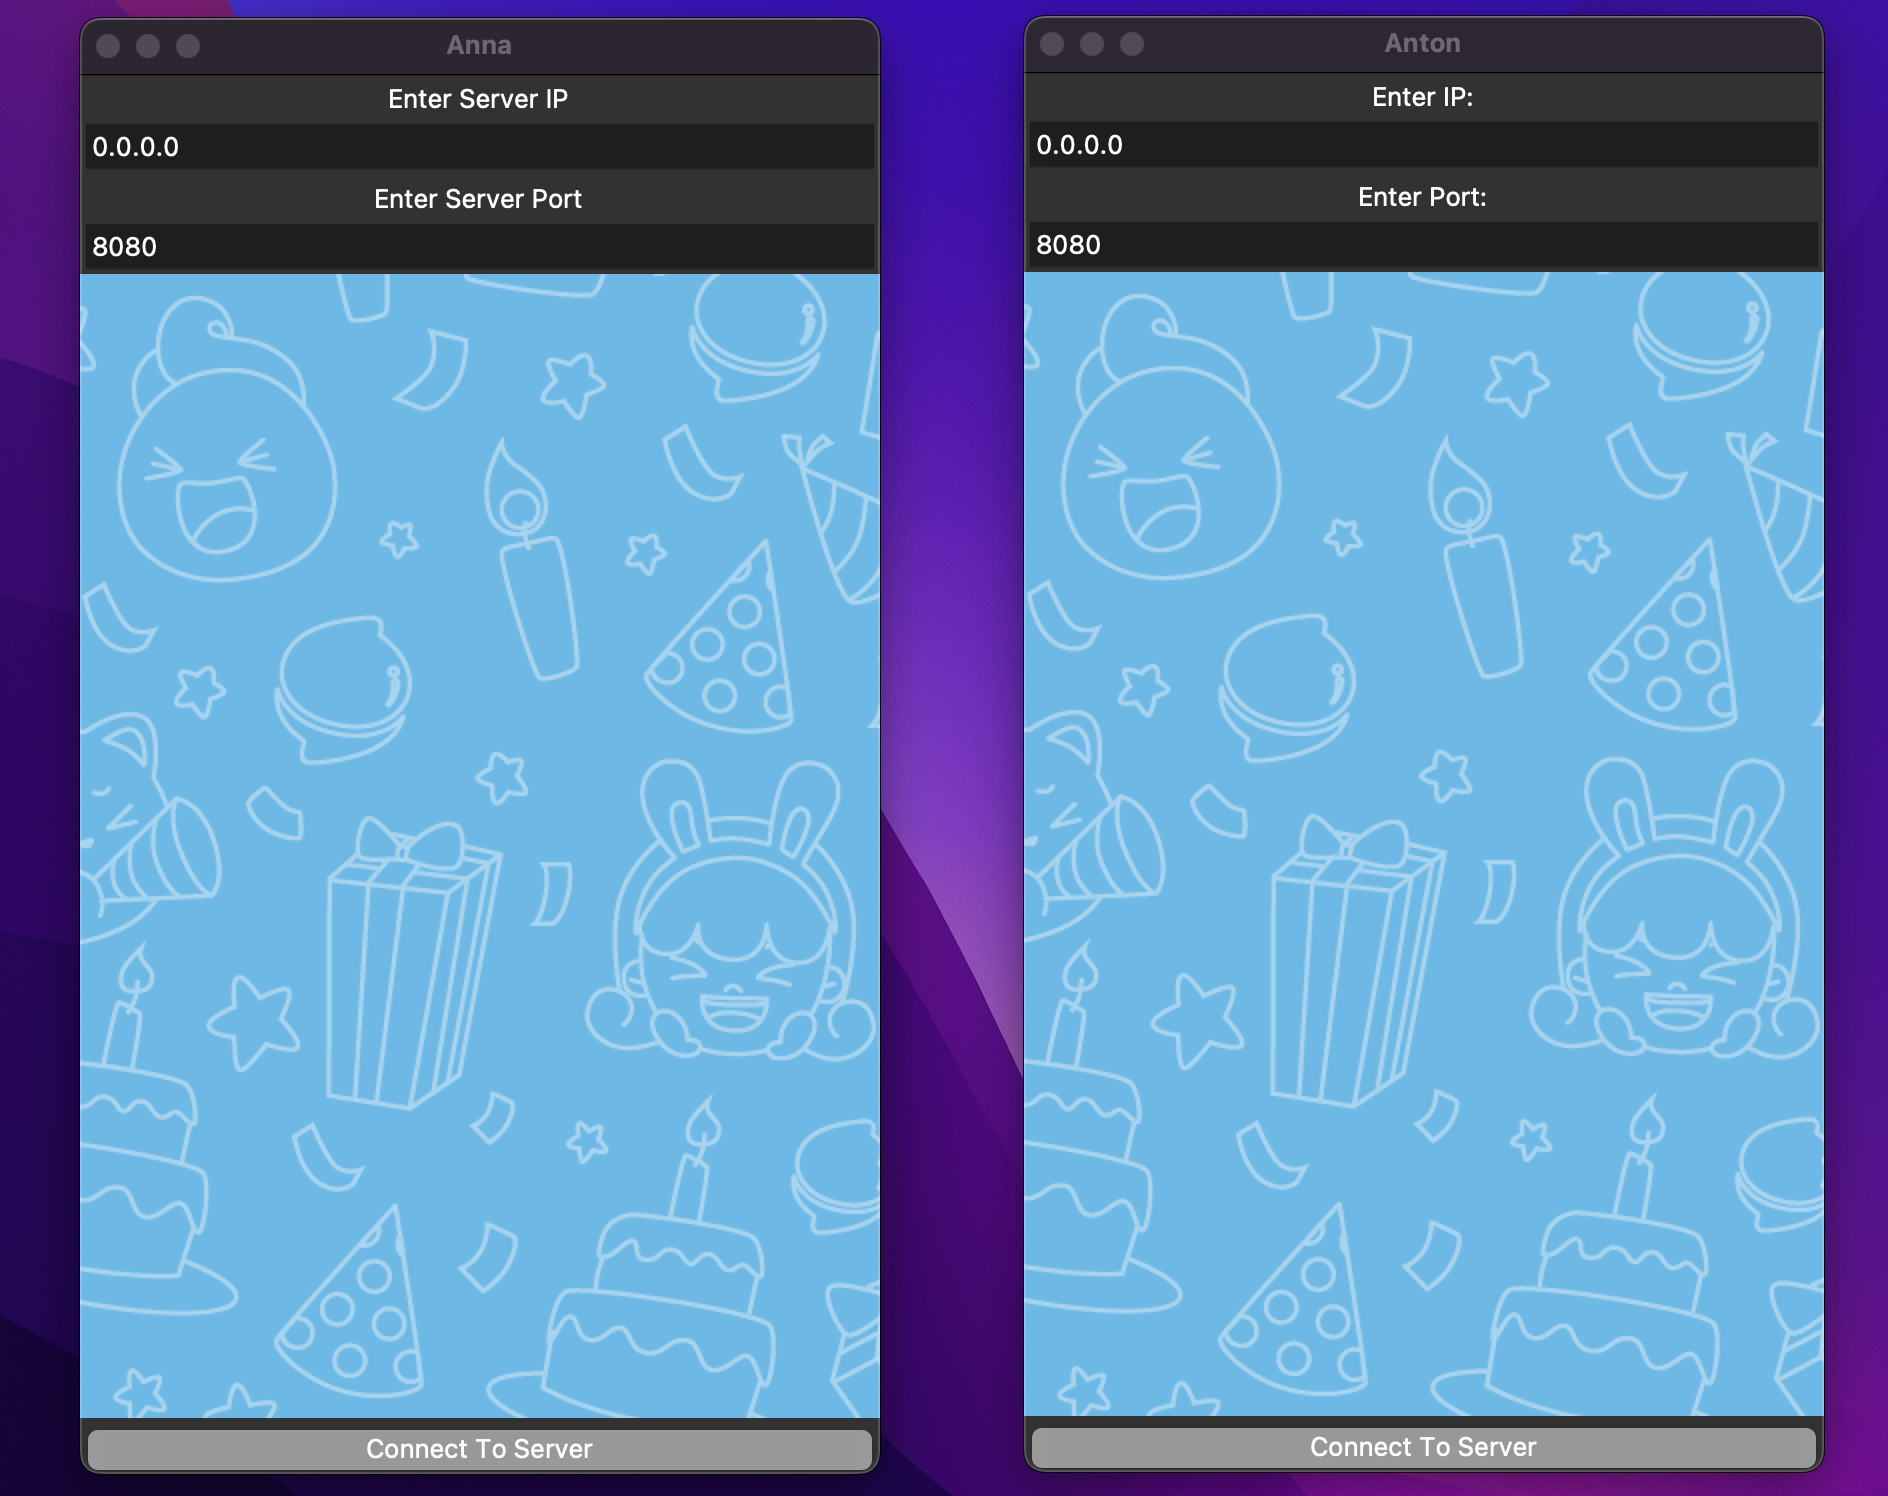 Anna
Enter Server IP
0.0.0.0
Enter Server Port
8080
Connect To Server
Anton
Enter IP:
0.0.0.0
Enter Port:
8080
Connect To Server